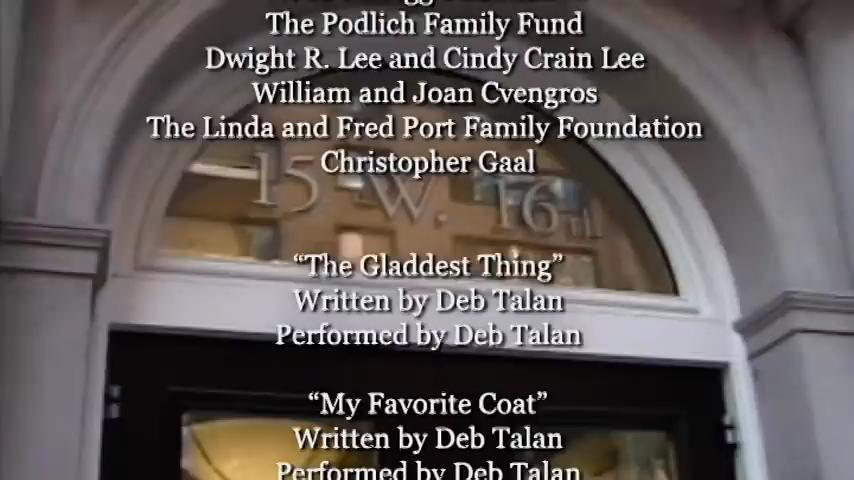 The Podlich Family Fund
Dwight R. Lee and Cindy Crain Lee
William and Joan Cvengros
The Linda and Fred Port Family Foundation
Christopher Gaal
15 W. 16TH
“The Gladdest Thing”
Written by Deb Talan
Performed by Deb Talan
“My Favorite Coat”
Written by Deb Talan
Performed by Deb Talan